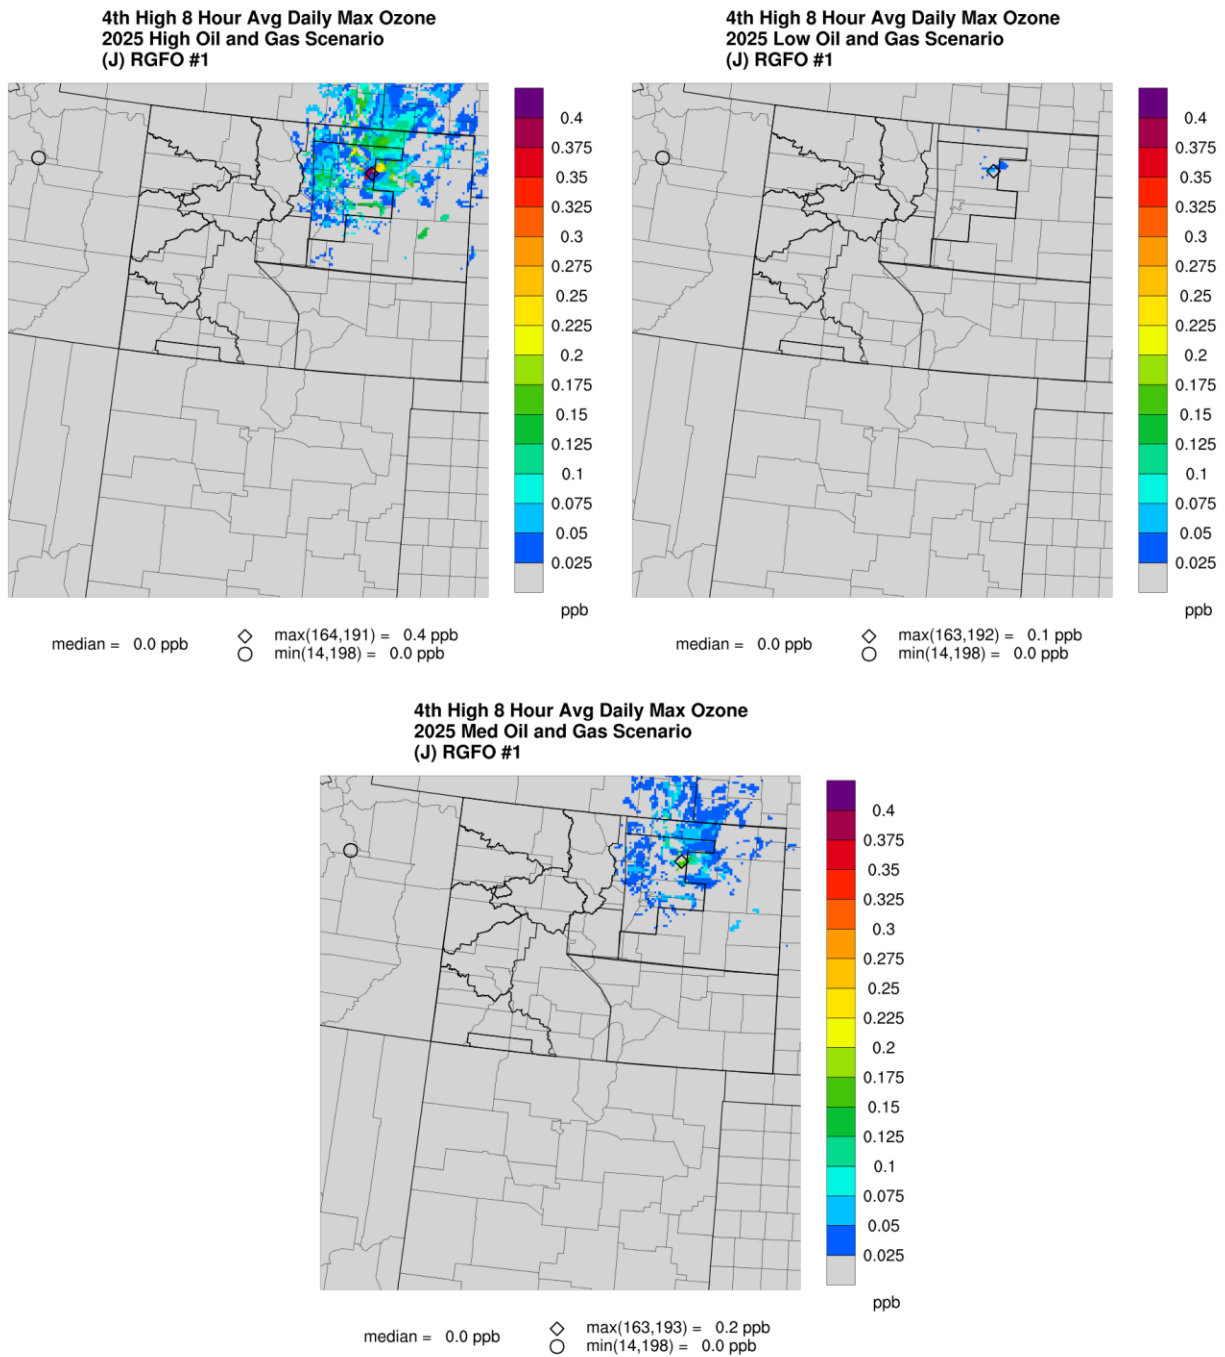 4th High 8 Hour Avg Daily Max Ozone
2025 High Oil and Gas Scenario
(J) RGFO #1
0.4
0.375
0.35
0.325
0.3
0.275
0.25
0.225
0.2
0.175
0.15
0.125
0.1
0.075
0.05
0.025
ppb
median = 0.0 ppb
max(164,191) = 0.4 ppb
min(14,198) = 0.0 ppb
4th High 8 Hour Avg Daily Max Ozone
2025 Low Oil and Gas Scenario
(J) RGFO #1
0.4
0.375
0.35
0.325
0.3
0.275
0.25
0.225
0.2
0.175
0.15
0.125
0.1
0.075
0.05
0.025
ppb
median = 0.0 ppb
max(163,192) = 0.1 ppb
min(14,198) = 0.0 ppb
4th High 8 Hour Avg Daily Max Ozone
2025 Med Oil and Gas Scenario
(J) RGFO #1
0.4
0.375
0.35
0.325
0.3
0.275
0.25
0.225
0.2
0.175
0.15
0.125
0.1
0.075
0.05
0.025
ppb
median = 0.0 ppb
max(163,193) = 0.2 ppb
min(14,198) = 0.0 ppb